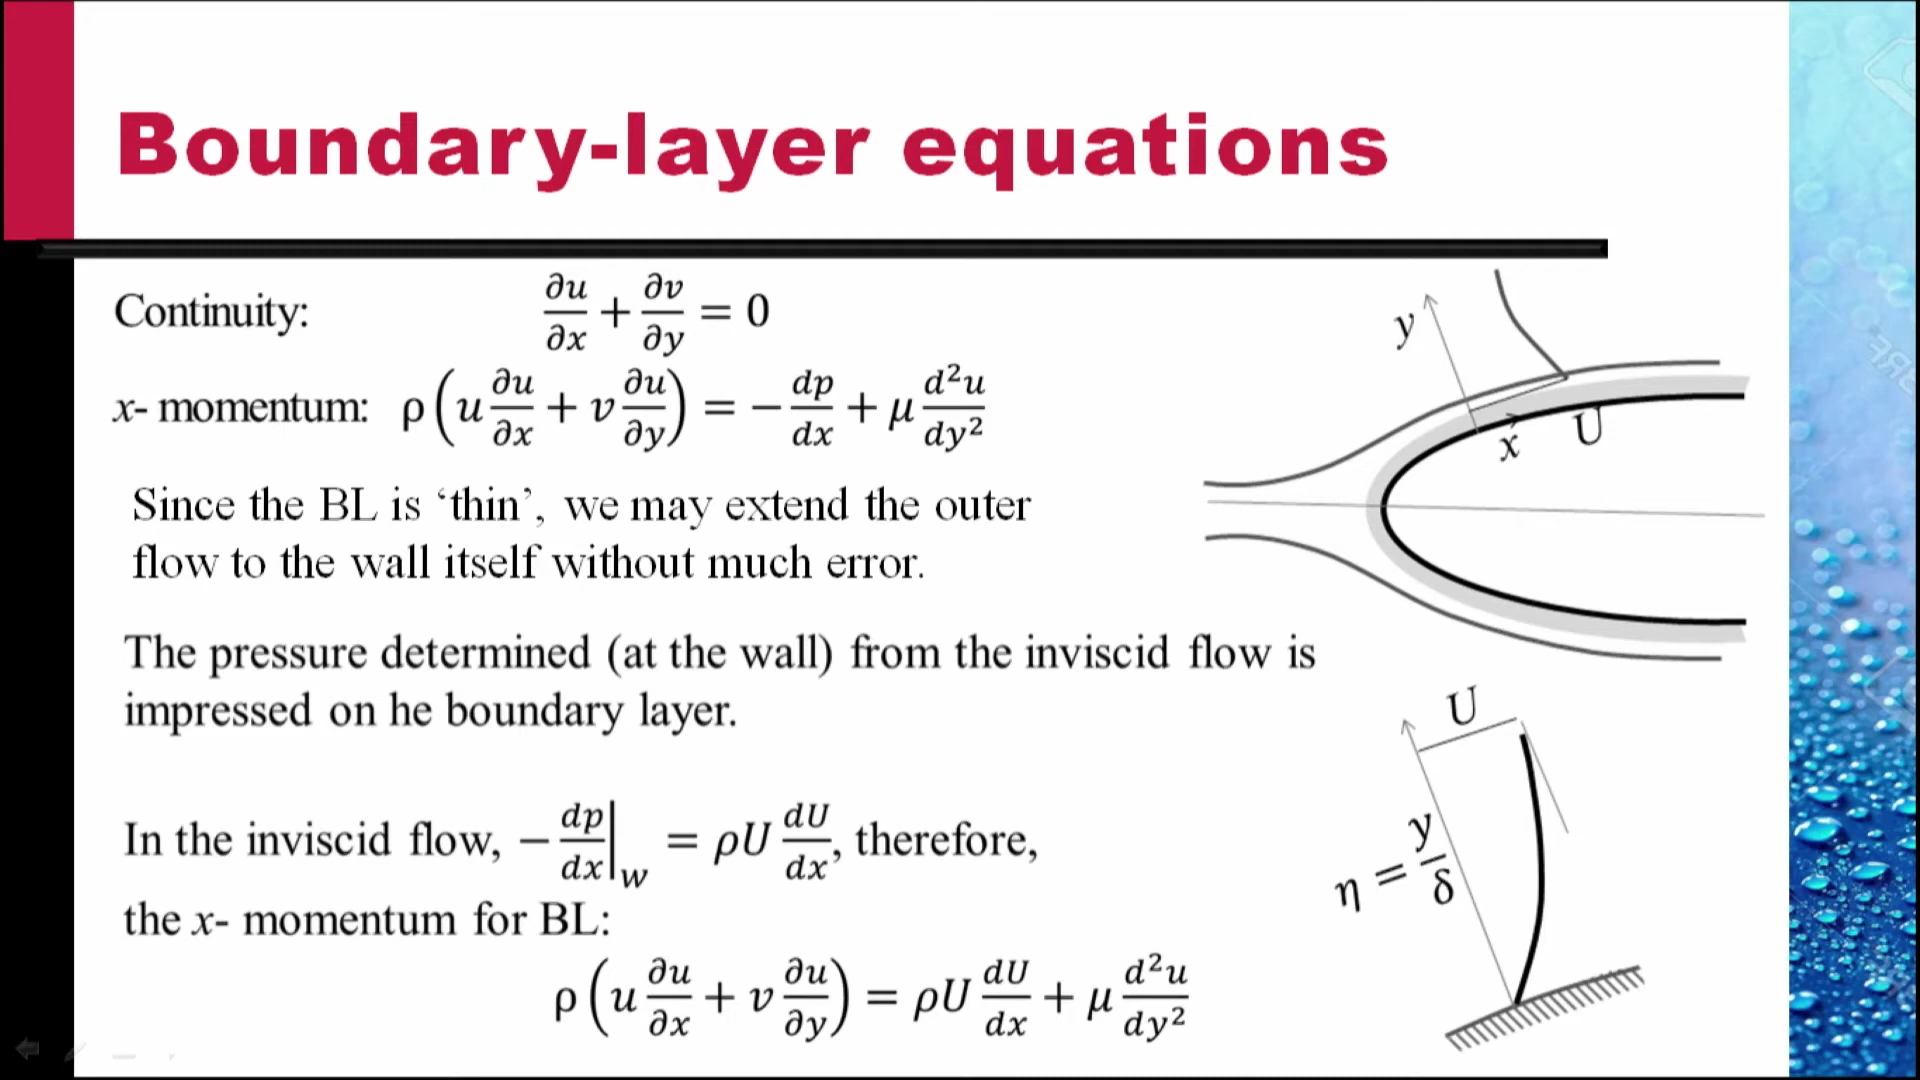 Boundary-layer equations
Continuity: ∂u/∂x + ∂v/∂y = 0
x- momentum: ρ(u ∂u/∂x + v ∂u/∂y) = − dp/dx + μ d²u/dy²
Since the BL is ‘thin’, we may extend the outer
flow to the wall itself without much error.
The pressure determined (at the wall) from the inviscid flow is
impressed on he boundary layer.
In the inviscid flow, − dp/dx|w = ρU dU/dx, therefore,
the x- momentum for BL:
ρ(u ∂u/∂x + v ∂u/∂y) = ρU dU/dx + μ d²u/dy²
y
x U
U
η = y/δ